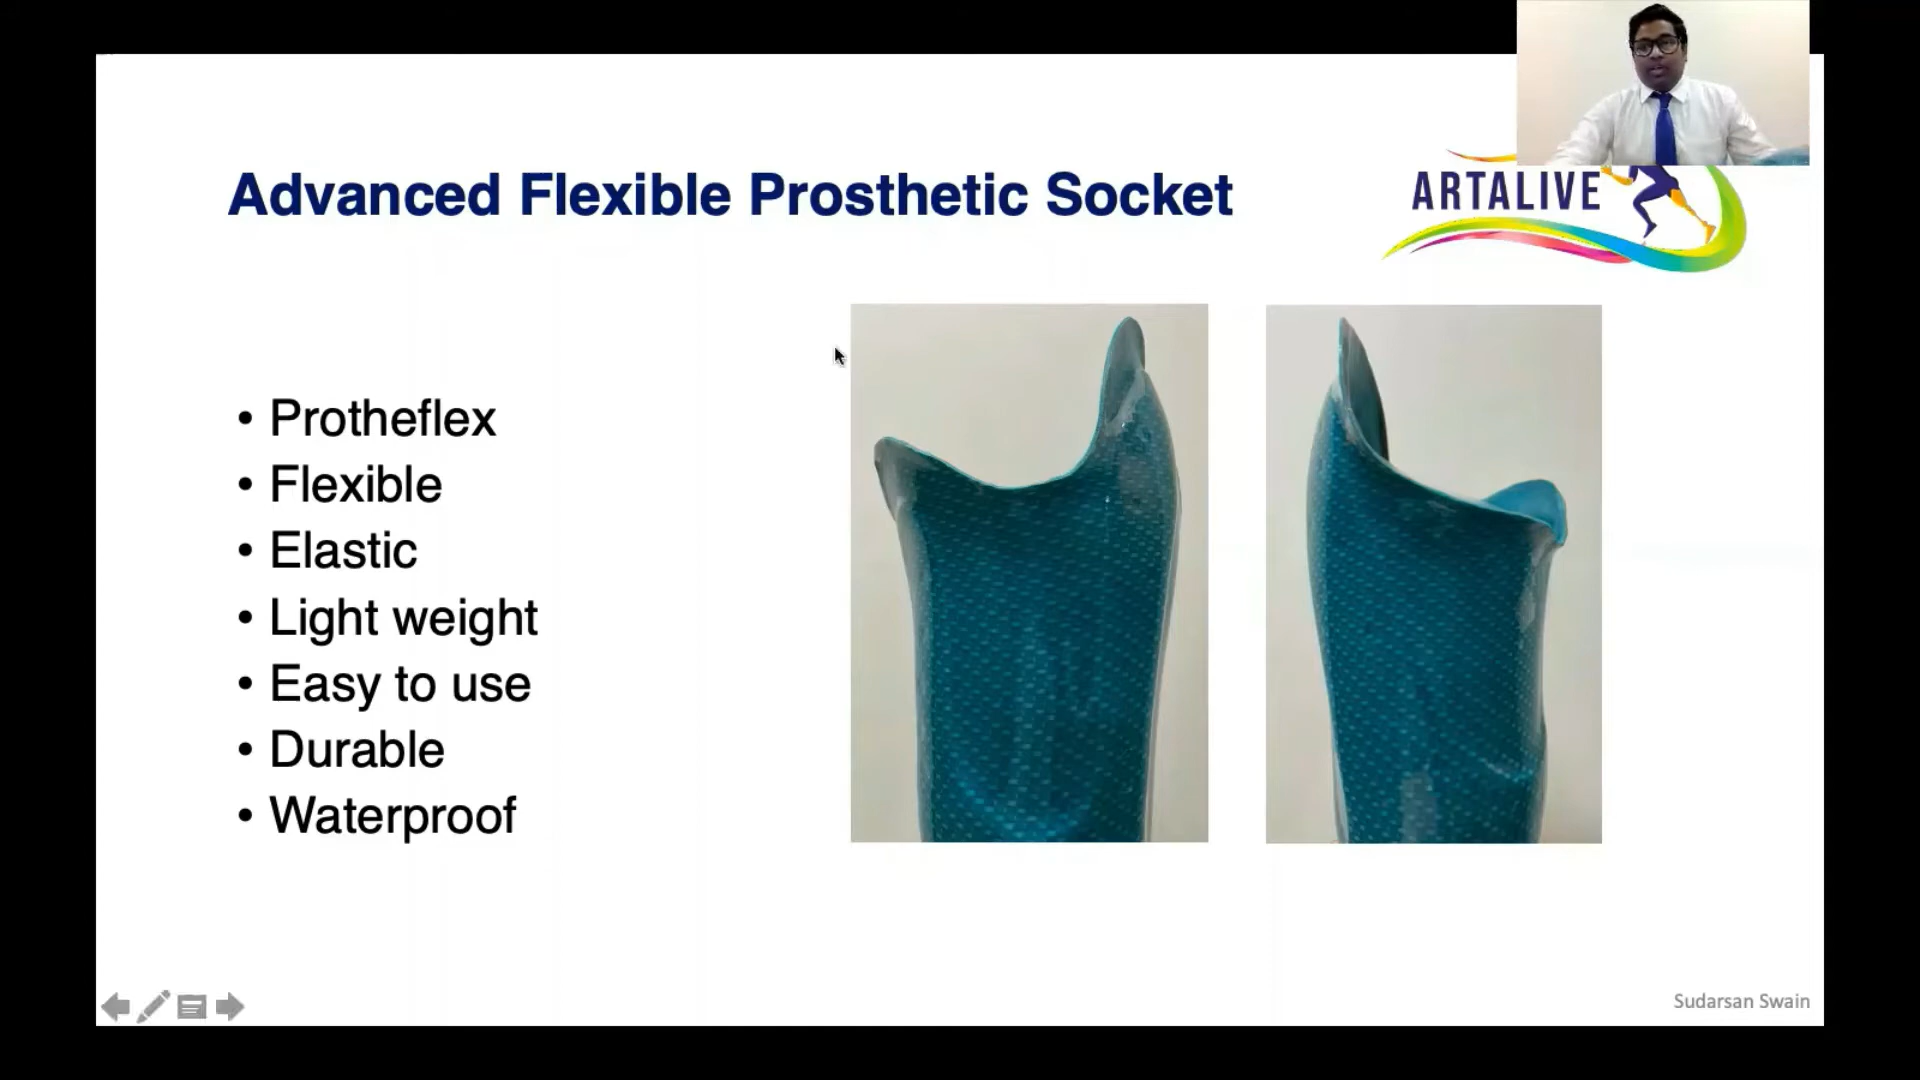 Advanced Flexible Prosthetic Socket
ARTALIVE
• Protheflex
• Flexible
• Elastic
• Light weight
• Easy to use
• Durable
• Waterproof
Sudarsan Swain